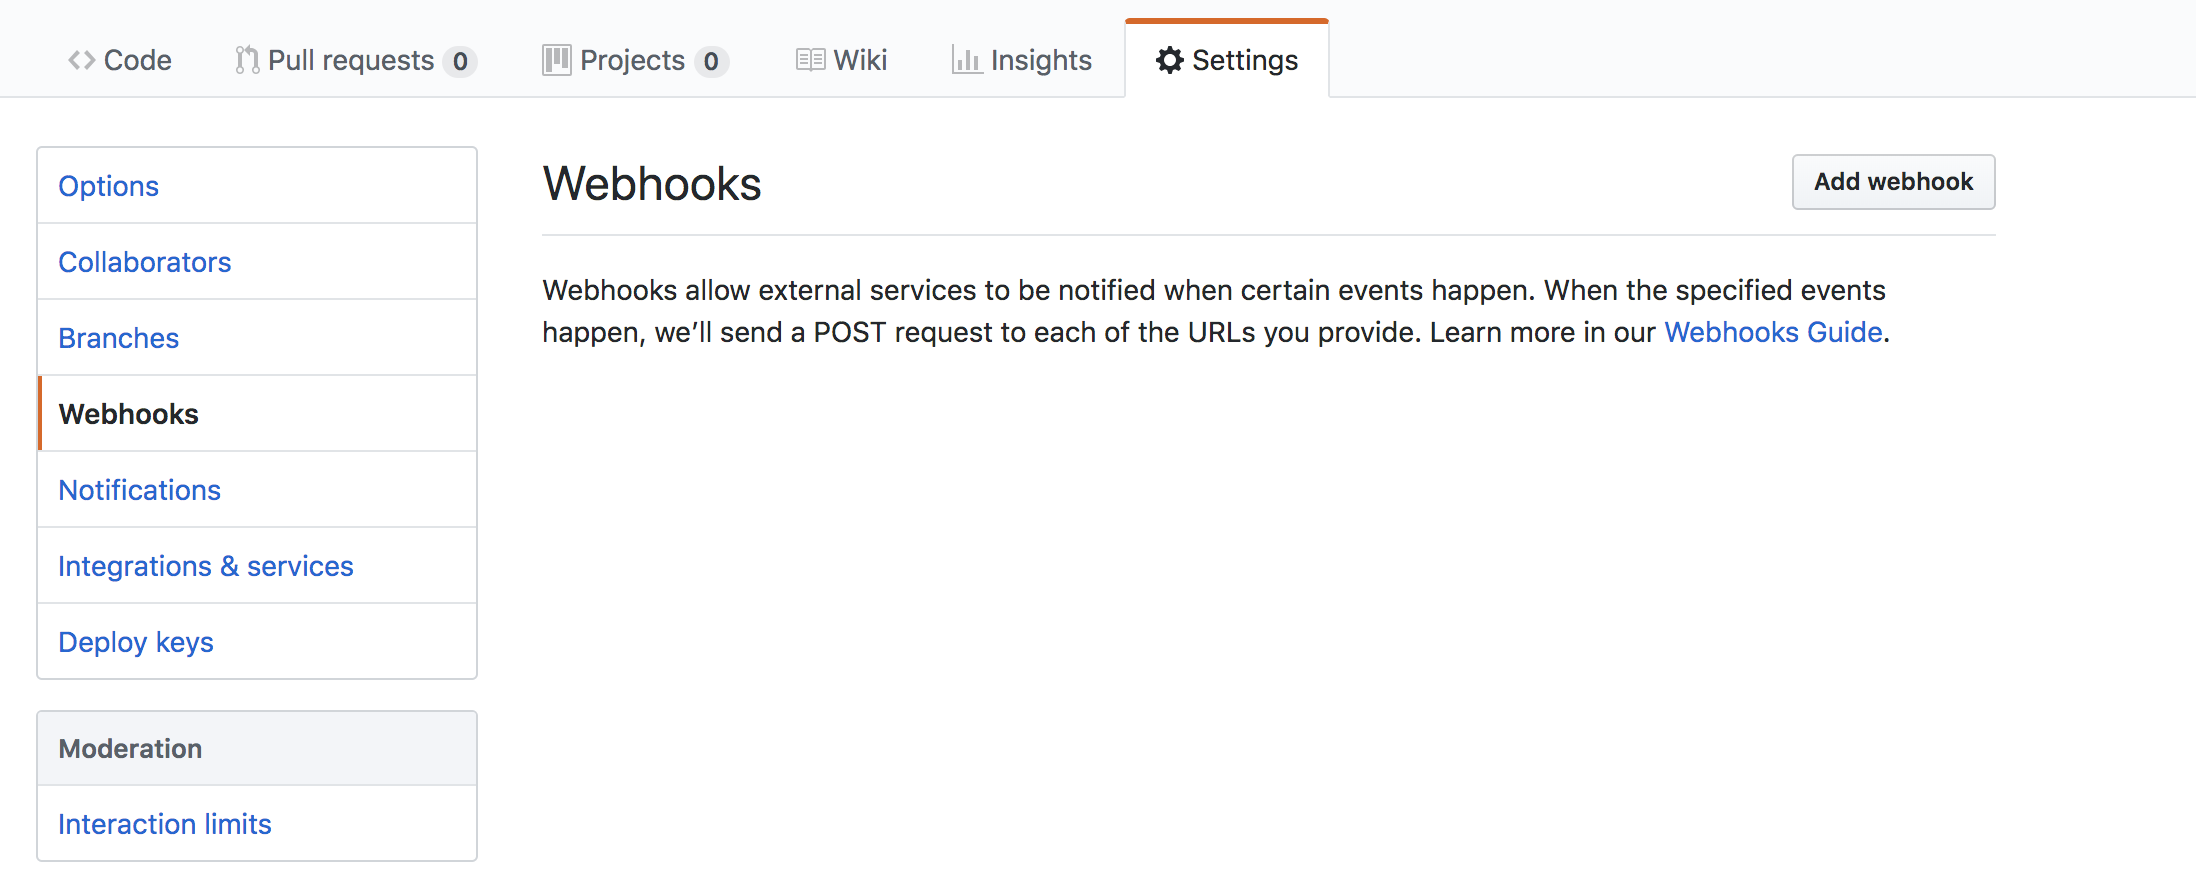 Code Pull requests 0 Projects 0 Wiki Insights Settings
Options
Collaborators
Branches
Webhooks
Notifications
Integrations & services
Deploy keys
Moderation
Interaction limits
Webhooks
Add webhook
Webhooks allow external services to be notified when certain events happen. When the specified events
happen, we’ll send a POST request to each of the URLs you provide. Learn more in our Webhooks Guide.